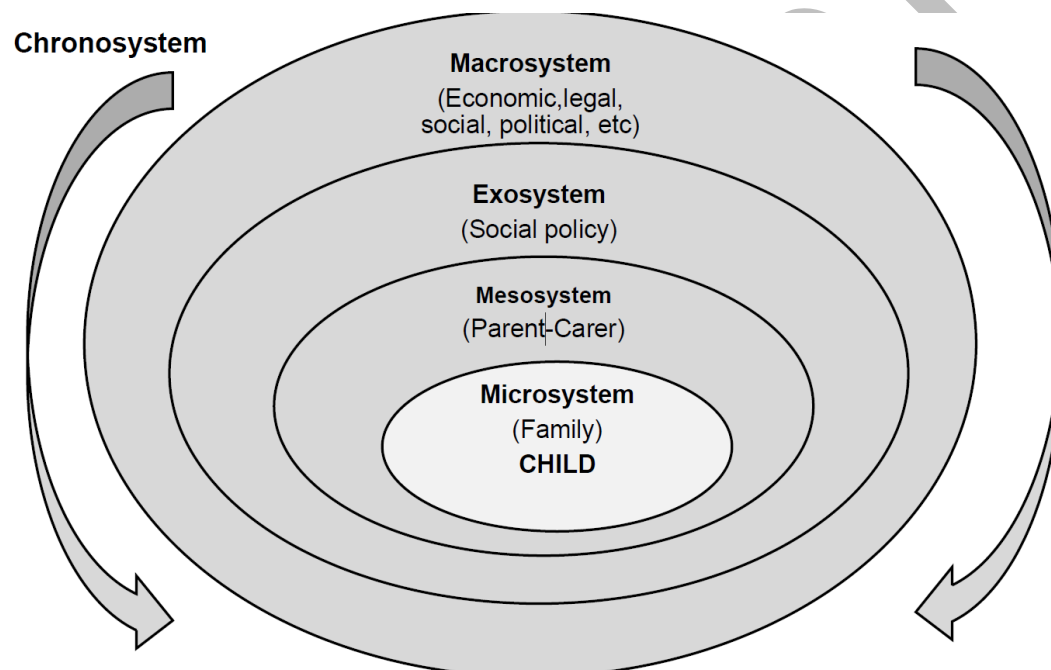 Chronosystem
Macrosystem
(Economic,legal,
social, political, etc)
Exosystem
(Social policy)
Mesosystem
(Parent-Carer)
Microsystem
(Family)
CHILD